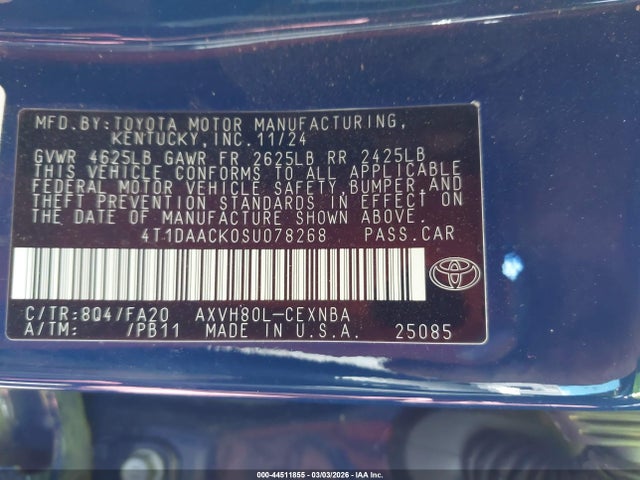 MFD.BY:TOYOTA MOTOR MANUFACTURING,
KENTUCKY,INC.11/24
GVWR 4625LB GAWR FR 2625LB RR 2425LB
THIS VEHICLE CONFORMS TO ALL APPLICABLE
FEDERAL MOTOR VEHICLE SAFETY,BUMPER,AND
THEFT PREVENTION STANDARDS IN EFFECT ON
THE DATE OF MANUFACTURE SHOWN ABOVE.
4T1DAACK0SU078268 PASS.CAR
C/TR:8Q4/FA20 AXVH80L-CEXNBA
A/TM: /PB11 MADE IN U.S.A. 25085
000-44511855 - 03/03/2026 - IAA Inc.